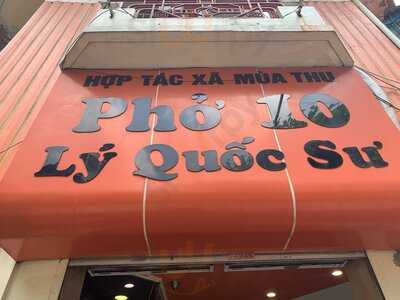 HỢP TÁC XÃ MÙA THU
Phở 10
Lý Quốc Sư